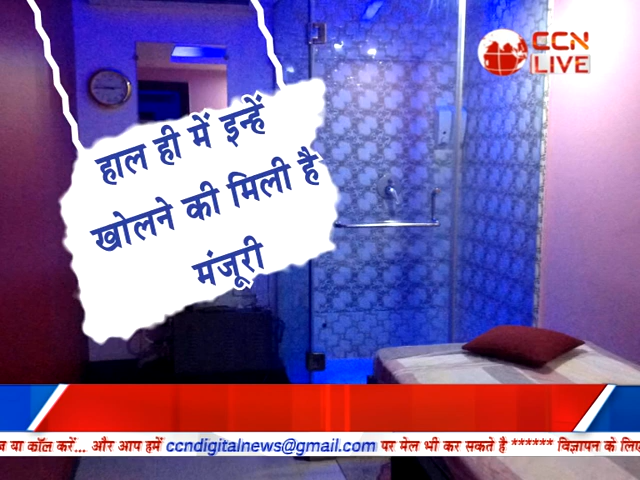 CCN
LIVE
हाल ही में इन्हें
खोलने की मिली है
मंजूरी
या कॉल करें... और आप हमें ccndigitalnews@gmail.com पर मेल भी कर सकते है ****** विज्ञापन के लिए